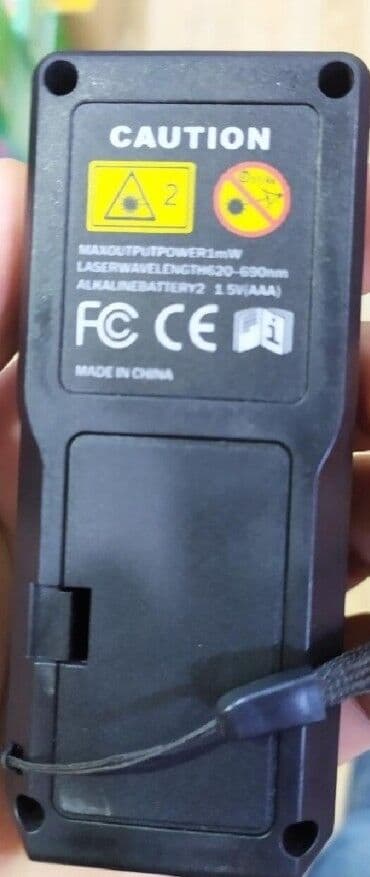 CAUTION
2
MAXOUTPUTPOWER1mW
LASERWAVELENGTH620-690nm
ALKALINEBATTERY2 1.5V(AAA)
FC CE i
MADE IN CHINA